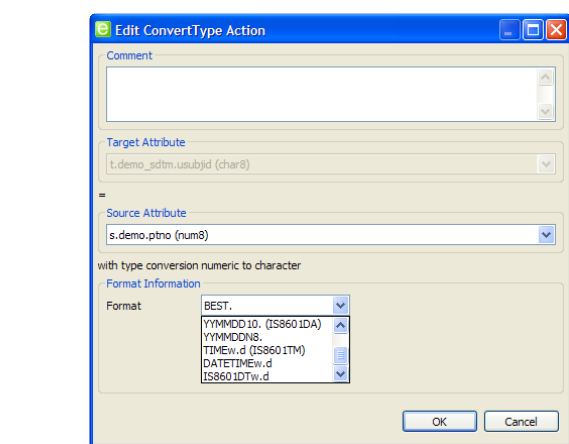 Edit ConvertType Action
Comment
Target Attribute
t.demo_sdtm.usubjid (char8)
=
Source Attribute
s.demo.ptno (num8)
with type conversion numeric to character
Format Information
Format BEST.
YYMMDD10. (IS8601DA)
YYMMDDN8.
TIMEw.d (IS8601TM)
DATETIMEw.d
IS8601DTw.d
OK Cancel